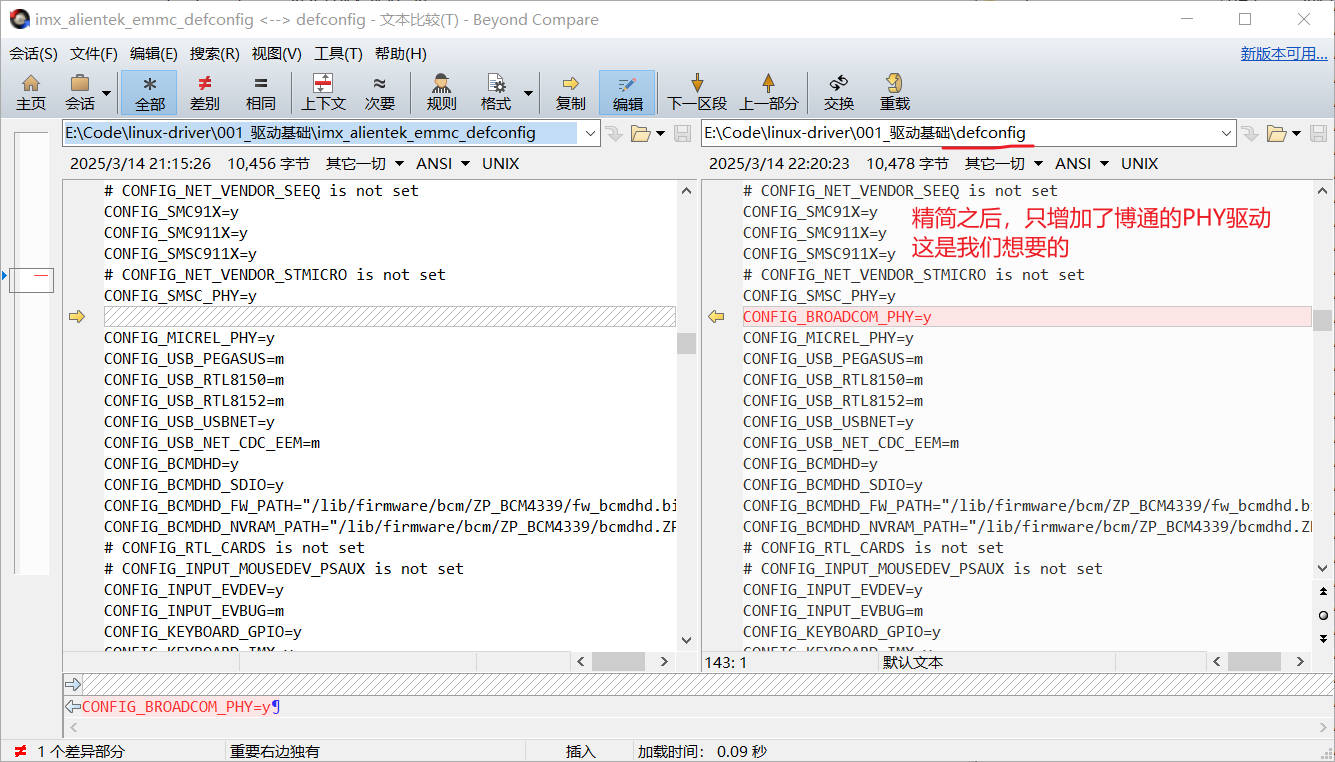 imx_alientek_emmc_defconfig <--> defconfig - 文本比较(T) - Beyond Compare
会话(S) 文件(F) 编辑(E) 搜索(R) 视图(V) 工具(T) 帮助(H) 新版本可用...
主页 会话 全部 差别 相同 上下文 次要 规则 格式 复制 编辑 下一区段 上一部分 交换 重载
E:\Code\linux-driver\001_驱动基础\imx_alientek_emmc_defconfig
2025/3/14 21:15:26 10,456 字节 其它一切 ANSI UNIX
# CONFIG_NET_VENDOR_SEEQ is not set
CONFIG_SMC91X=y
CONFIG_SMC911X=y
CONFIG_SMSC911X=y
# CONFIG_NET_VENDOR_STMICRO is not set
CONFIG_SMSC_PHY=y
CONFIG_MICREL_PHY=y
CONFIG_USB_PEGASUS=m
CONFIG_USB_RTL8150=m
CONFIG_USB_RTL8152=m
CONFIG_USB_USBNET=y
CONFIG_USB_NET_CDC_EEM=m
CONFIG_BCMDHD=y
CONFIG_BCMDHD_SDIO=y
CONFIG_BCMDHD_FW_PATH="/lib/firmware/bcm/ZP_BCM4339/fw_bcmdhd.bi
CONFIG_BCMDHD_NVRAM_PATH="/lib/firmware/bcm/ZP_BCM4339/bcmdhd.ZP
# CONFIG_RTL_CARDS is not set
# CONFIG_INPUT_MOUSEDEV_PSAUX is not set
CONFIG_INPUT_EVDEV=y
CONFIG_INPUT_EVBUG=m
CONFIG_KEYBOARD_GPIO=y
E:\Code\linux-driver\001_驱动基础\defconfig
2025/3/14 22:20:23 10,478 字节 其它一切 ANSI UNIX
# CONFIG_NET_VENDOR_SEEQ is not set
CONFIG_SMC91X=y
CONFIG_SMC911X=y
CONFIG_SMSC911X=y
精简之后，只增加了博通的PHY驱动
这是我们想要的
# CONFIG_NET_VENDOR_STMICRO is not set
CONFIG_SMSC_PHY=y
CONFIG_BROADCOM_PHY=y
CONFIG_MICREL_PHY=y
CONFIG_USB_PEGASUS=m
CONFIG_USB_RTL8150=m
CONFIG_USB_RTL8152=m
CONFIG_USB_USBNET=y
CONFIG_USB_NET_CDC_EEM=m
CONFIG_BCMDHD=y
CONFIG_BCMDHD_SDIO=y
CONFIG_BCMDHD_FW_PATH="/lib/firmware/bcm/ZP_BCM4339/fw_bcmdhd.bi
CONFIG_BCMDHD_NVRAM_PATH="/lib/firmware/bcm/ZP_BCM4339/bcmdhd.ZP
# CONFIG_RTL_CARDS is not set
# CONFIG_INPUT_MOUSEDEV_PSAUX is not set
CONFIG_INPUT_EVDEV=y
CONFIG_INPUT_EVBUG=m
CONFIG_KEYBOARD_GPIO=y
143: 1 默认文本
CONFIG_BROADCOM_PHY=y¶
1 个差异部分 重要右边独有 插入 加载时间： 0.09 秒